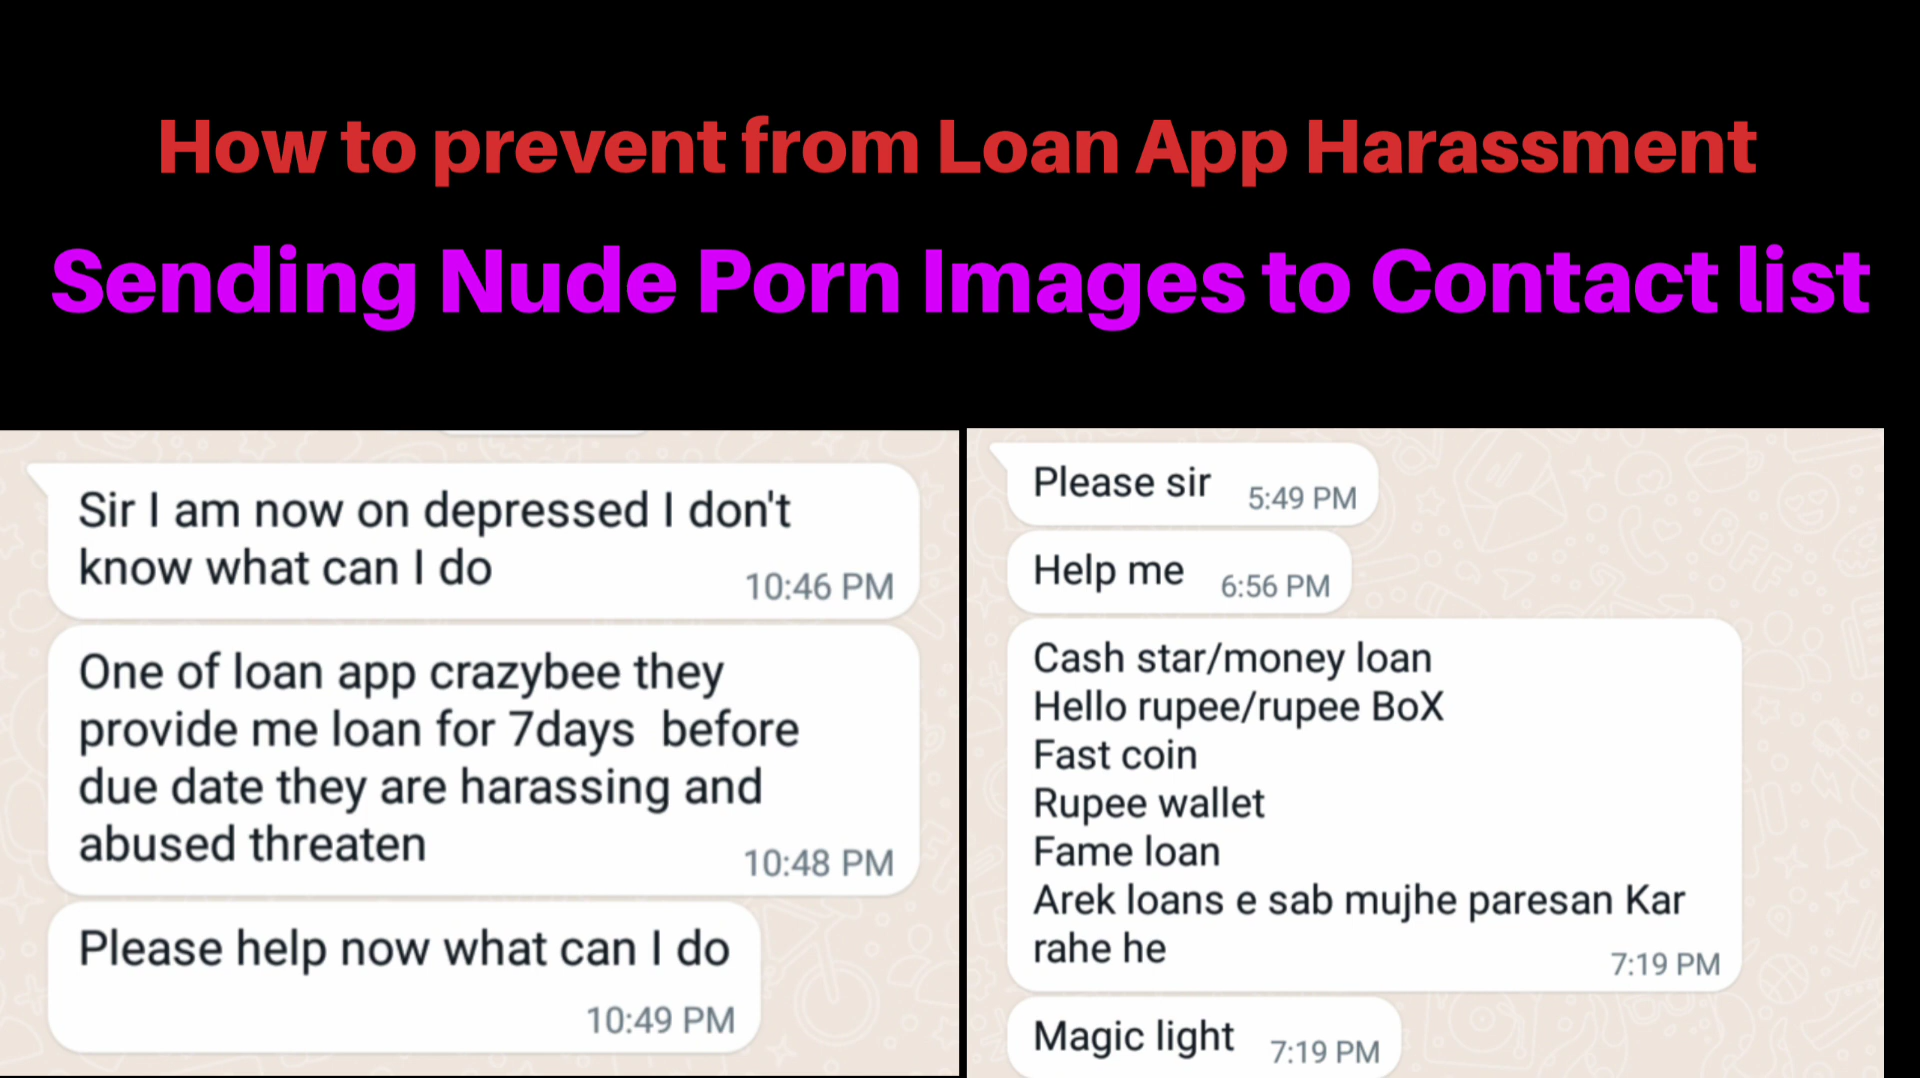 How to prevent from Loan App Harassment
Sending Nude Porn Images to Contact list
Sir I am now on depressed I don't
know what can I do
10:46 PM
One of loan app crazybee they
provide me loan for 7days  before
due date they are harassing and
abused threaten
10:48 PM
Please help now what can I do
10:49 PM
Please sir 5:49 PM
Help me 6:56 PM
Cash star/money loan
Hello rupee/rupee BoX
Fast coin
Rupee wallet
Fame loan
Arek loans e sab mujhe paresan Kar
rahe he
7:19 PM
Magic light 7:19 PM